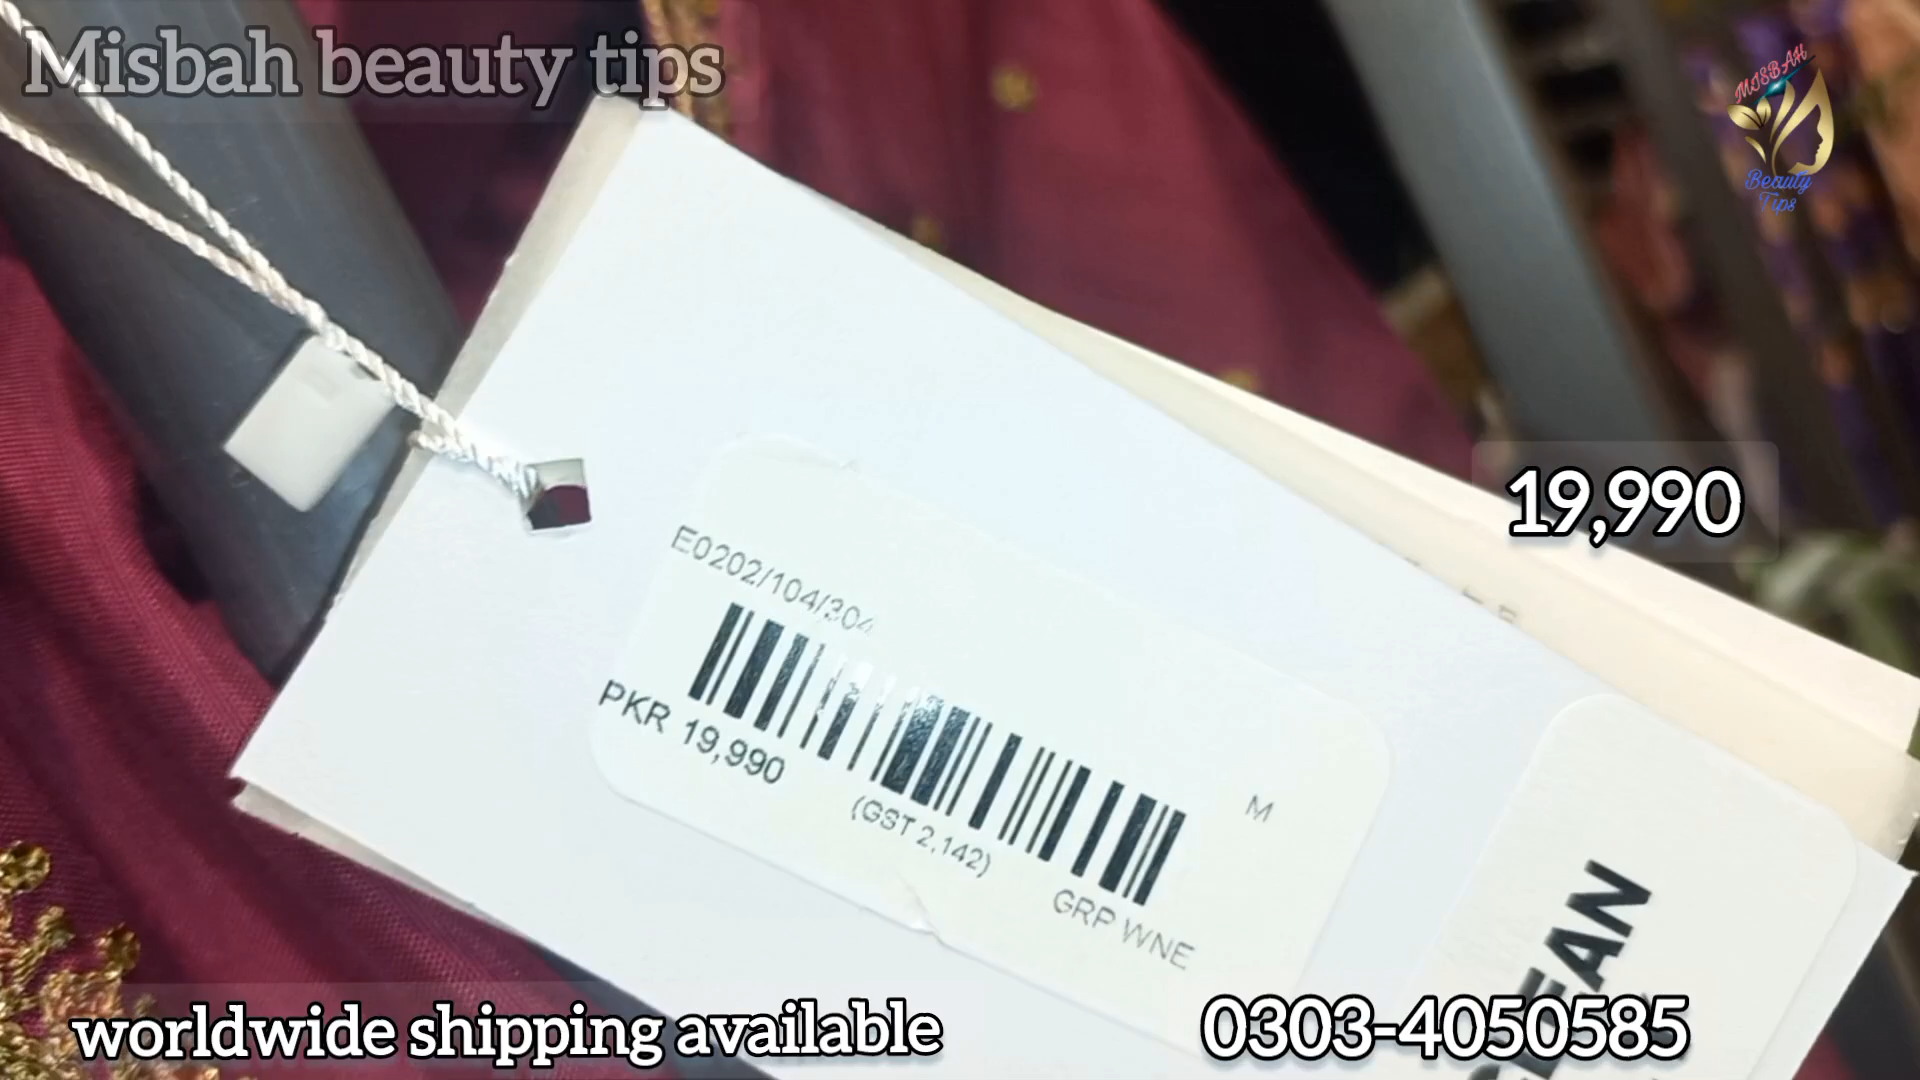 Misbah beauty tips
MISBAH
Beauty
Tips
19,990
E0202/104/304
PKR 19,990
(GST 2,142)
M
GRP WNE
worldwide shipping available
0303-4050585